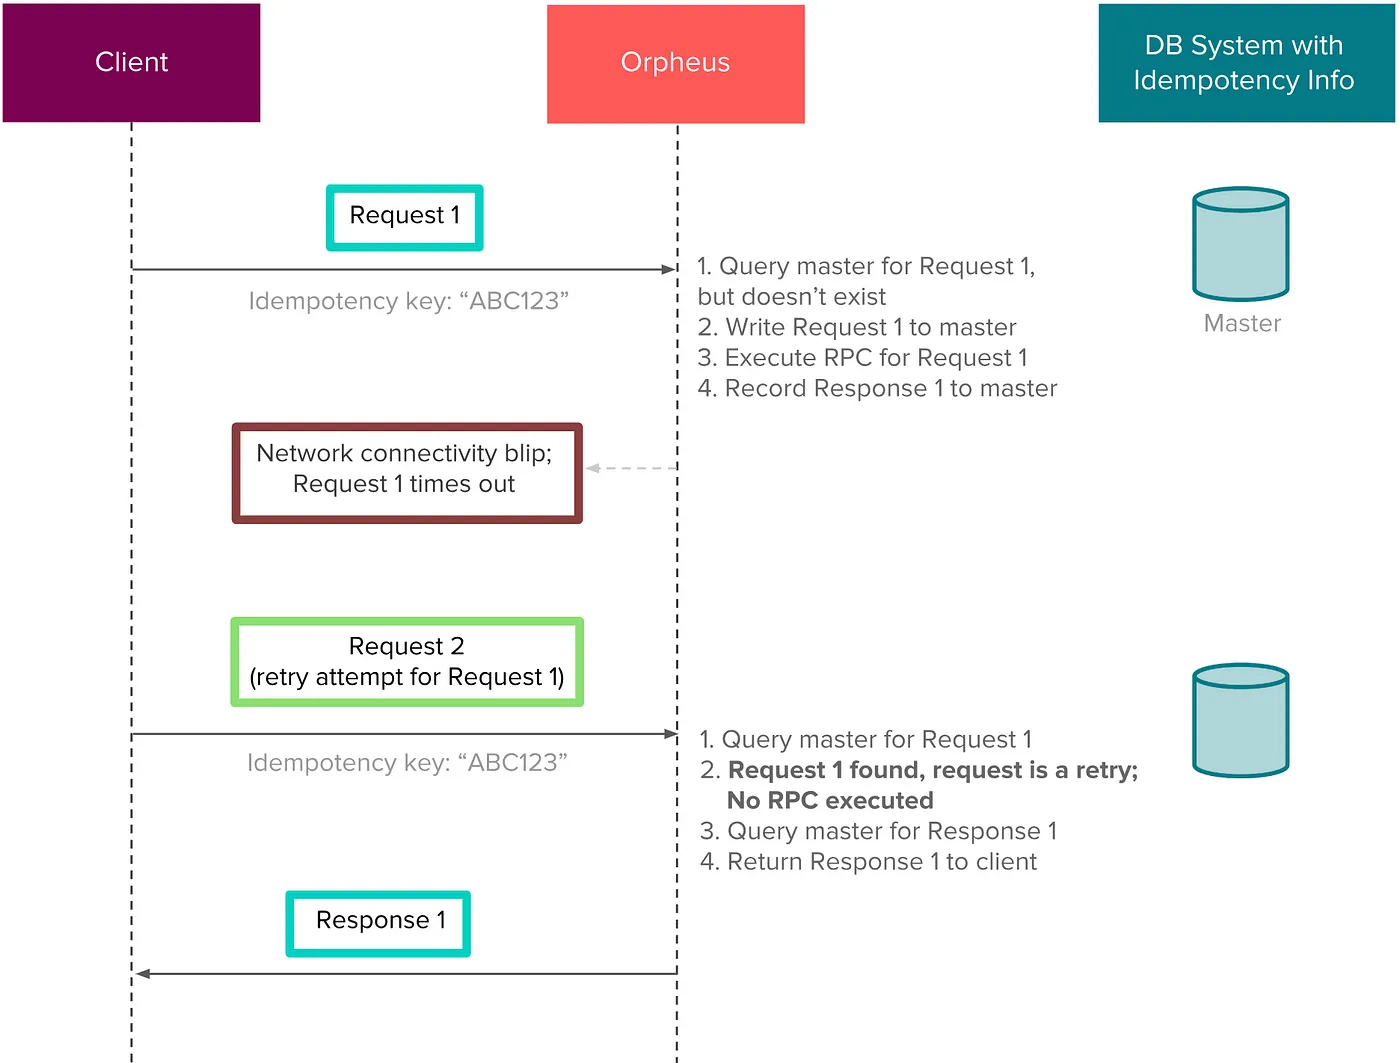 Client
Orpheus
DB System with
Idempotency Info
Request 1
Idempotency key: “ABC123”
1. Query master for Request 1,
but doesn’t exist
2. Write Request 1 to master
3. Execute RPC for Request 1
4. Record Response 1 to master
Master
Network connectivity blip;
Request 1 times out
Request 2
(retry attempt for Request 1)
Idempotency key: “ABC123”
1. Query master for Request 1
2. Request 1 found, request is a retry;
No RPC executed
3. Query master for Response 1
4. Return Response 1 to client
Response 1